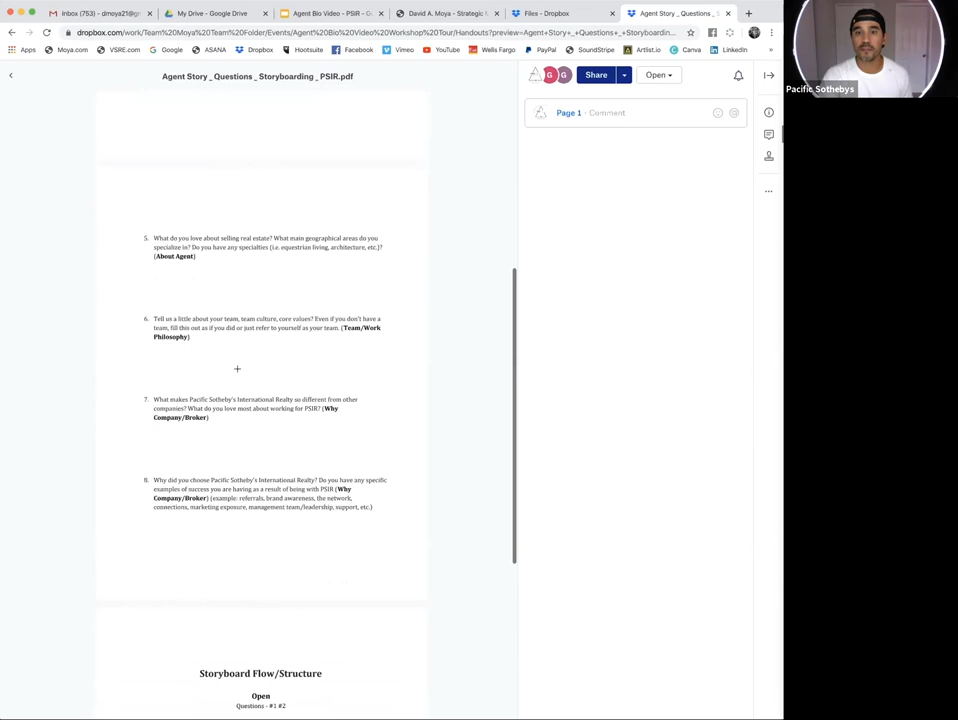 Inbox (753) - dmoya21@gm
My Drive - Google Drive
Agent Bio Video - PSIR - G
David A. Moya - Strategic M
Files - Dropbox
Agent Story _ Questions _ S
dropbox.com/work/Team%20Moya%20Team%20Folder/Events/Agent%20Bio%20Video%20Workshop%20Tour/Handouts?preview=Agent+Story+_+Questions+_+Storyboardin...
Apps
Moya.com
VSRE.com
Google
ASANA
Dropbox
Hootsuite
Facebook
Vimeo
YouTube
Wells Fargo
PayPal
SoundStripe
Artlist.io
Canva
LinkedIn
Agent Story _ Questions _ Storyboarding _ PSIR.pdf
G
G
Share
Open
Pacific Sothebys
Page 1 · Comment
5. What do you love about selling real estate? What main geographical areas do you
specialize in? Do you have any specialties (i.e. equestrian living, architecture, etc.)?
(About Agent)
6. Tell us a little about your team, team culture, core values? Even if you don't have a
team, fill this out as if you did or just refer to yourself as your team. (Team/Work
Philosophy)
7. What makes Pacific Sotheby's International Realty so different from other
companies? What do you love most about working for PSIR? (Why
Company/Broker)
8. Why did you choose Pacific Sotheby's International Realty? Do you have any specific
examples of success you are having as a result of being with PSIR (Why
Company/Broker) (example: referrals, brand awareness, the network,
connections, marketing exposure, management team/leadership, support, etc.)
Storyboard Flow/Structure
Open
Questions - #1 #2